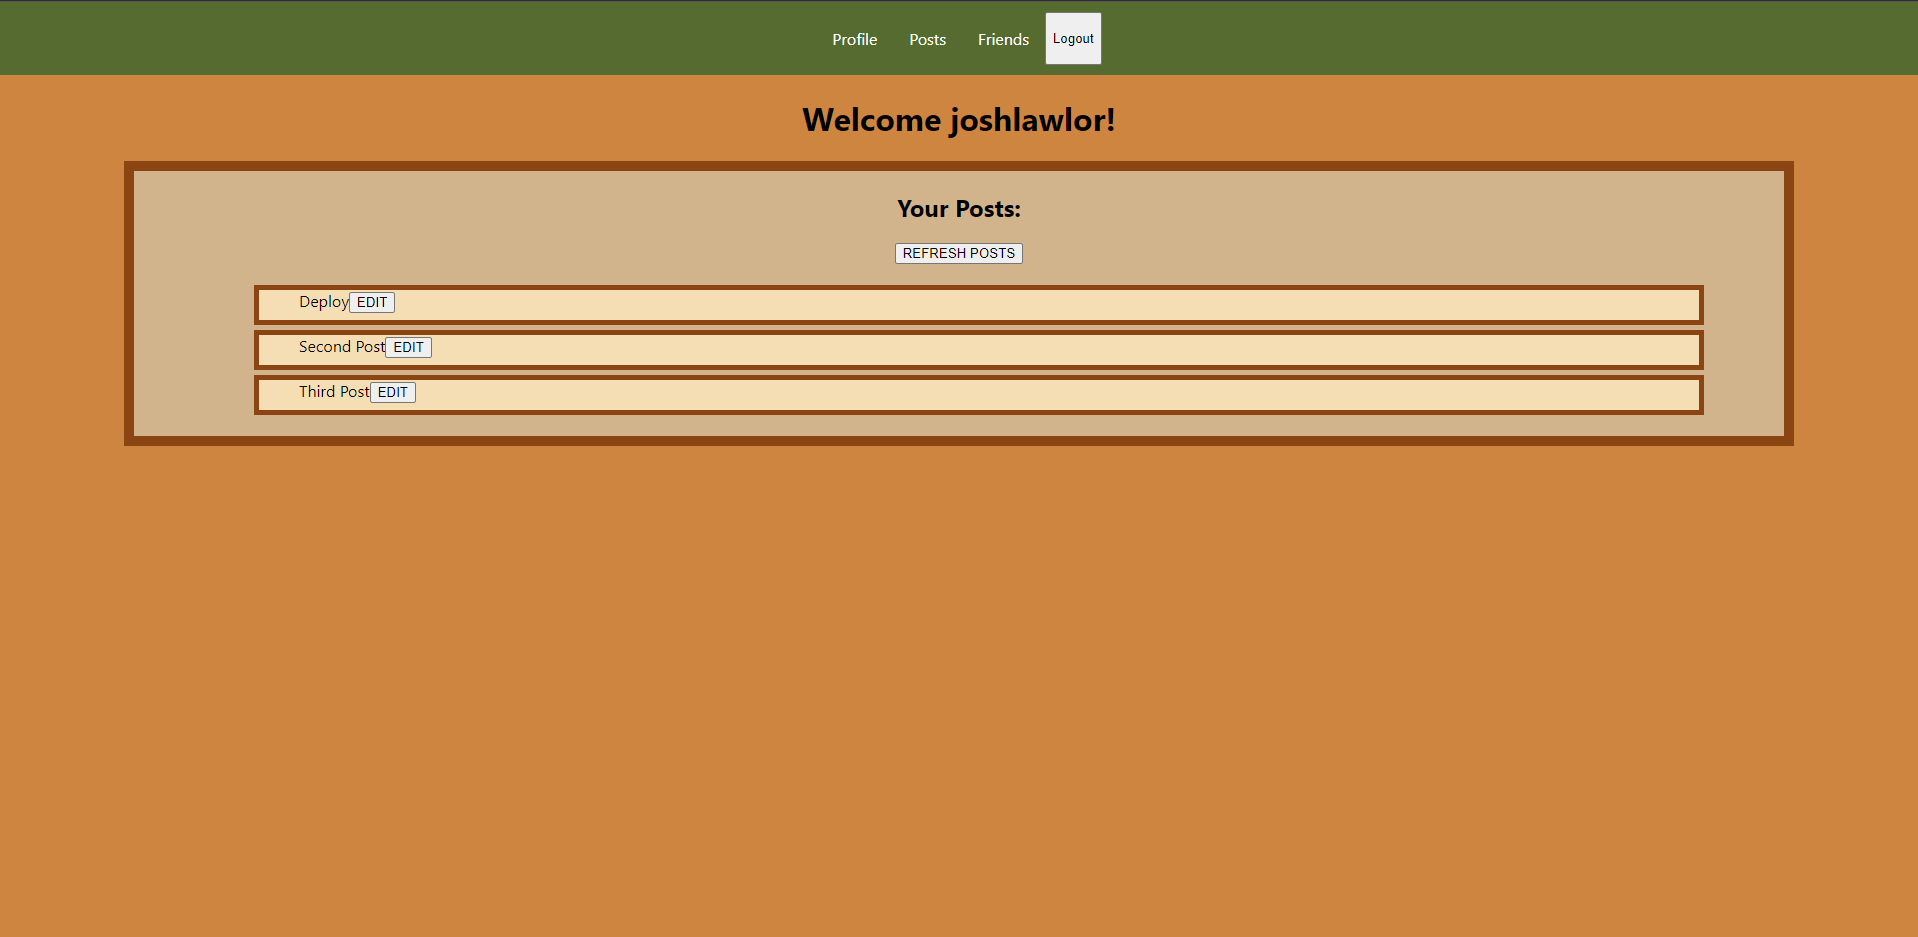 Profile Posts Friends Logout
Welcome joshlawlor!
Your Posts:
REFRESH POSTS
Deploy EDIT
Second Post EDIT
Third Post EDIT